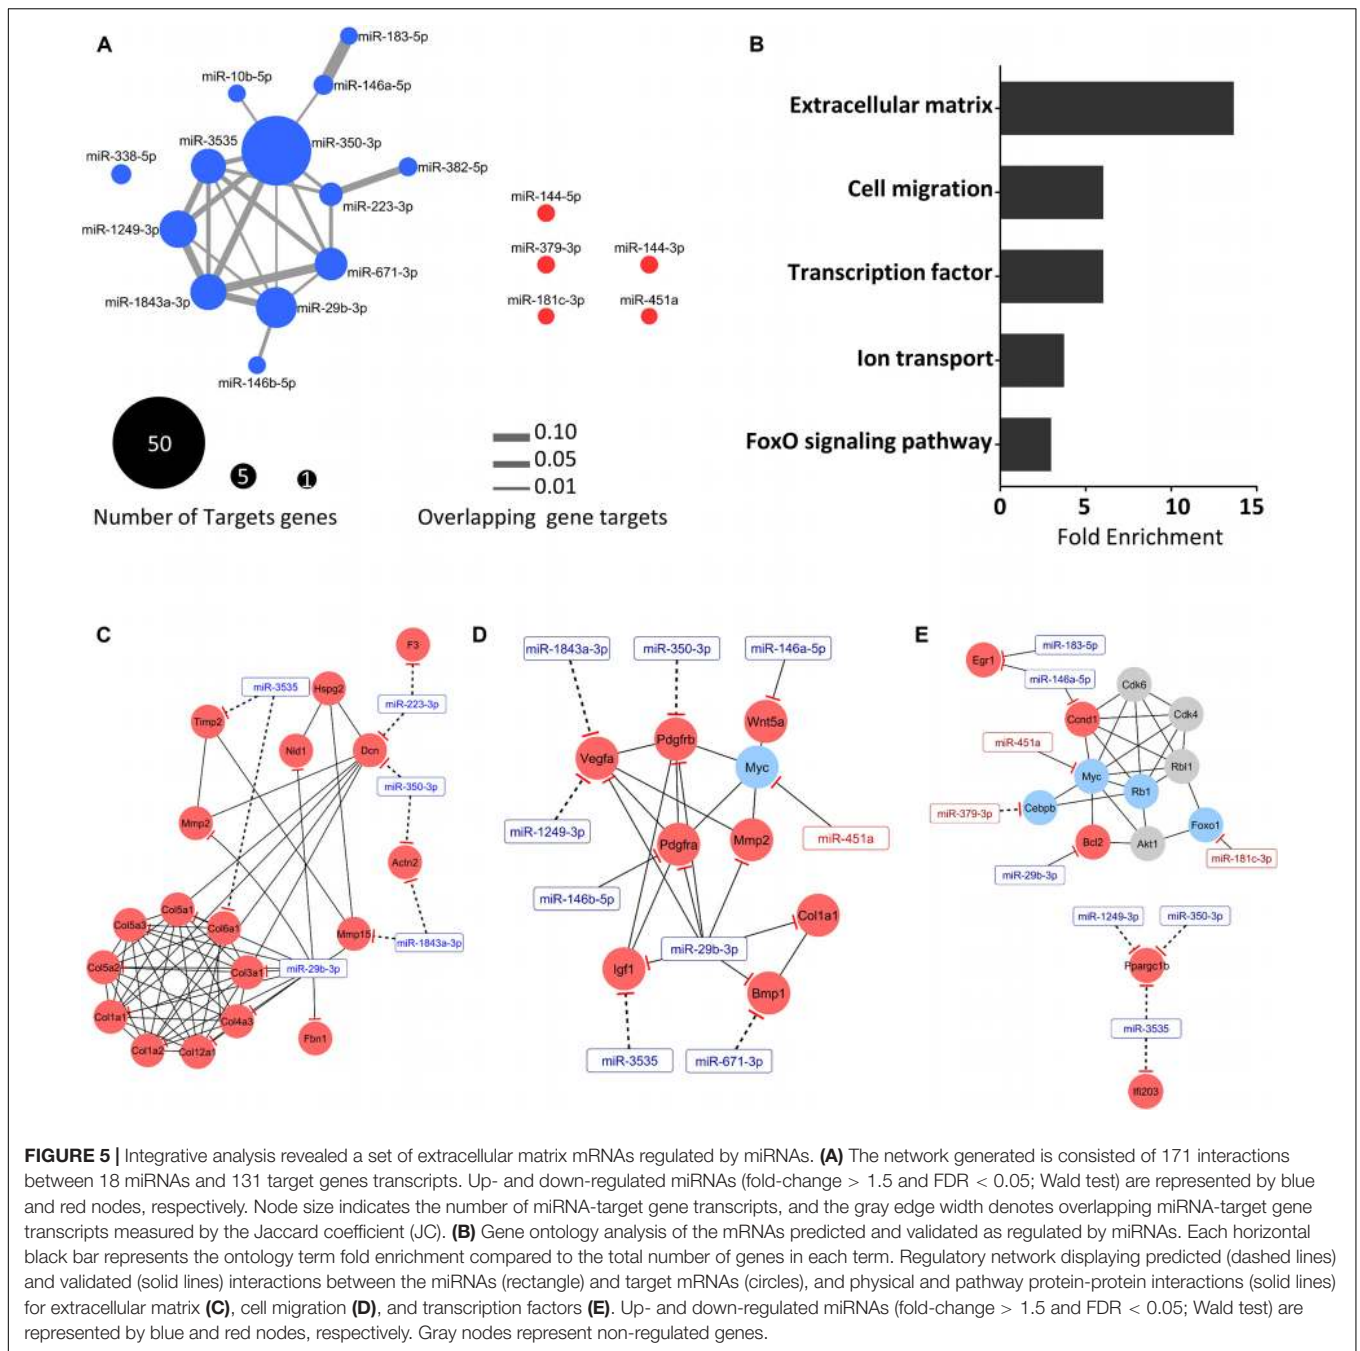 A
miR-183-5p
miR-10b-5p
miR-146a-5p
miR-3535
miR-350-3p
miR-338-5p
miR-382-5p
miR-223-3p
miR-1249-3p
miR-671-3p
miR-1843a-3p
miR-29b-3p
miR-146b-5p
miR-144-5p
miR-379-3p
miR-144-3p
miR-181c-3p
miR-451a
50
5
1
Number of Targets genes
0.10
0.05
0.01
Overlapping gene targets
B
Extracellular matrix
Cell migration
Transcription factor
Ion transport
FoxO signaling pathway
0 5 10 15
Fold Enrichment
C
F3
miR-3535
Hspg2
miR-223-3p
Timp2
Nid1
Dcn
miR-350-3p
Mmp2
Actn2
Col5a1
Col5a3
Col6a1
Mmp15
miR-1843a-3p
Col5a2
Col3a1
miR-29b-3p
Col1a1
Col4a3
Fbn1
Col1a2
Col12a1
D
miR-1843a-3p
miR-350-3p
miR-146a-5p
Wnt5a
Pdgfrb
Vegfa
Myc
miR-1249-3p
Pdgfra
Mmp2
miR-451a
miR-146b-5p
Col1a1
miR-29b-3p
Igf1
Bmp1
miR-3535
miR-671-3p
E
miR-183-5p
Egr1
miR-146a-5p
Cdk6
Ccnd1
Cdk4
miR-451a
Rbl1
Myc
Rb1
miR-379-3p
Cebpb
Foxo1
Bcl2
Akt1
miR-181c-3p
miR-29b-3p
miR-1249-3p
miR-350-3p
Ppargc1b
miR-3535
Ifi203
FIGURE 5 | Integrative analysis revealed a set of extracellular matrix mRNAs regulated by miRNAs. (A) The network generated is consisted of 171 interactions
between 18 miRNAs and 131 target genes transcripts. Up- and down-regulated miRNAs (fold-change > 1.5 and FDR < 0.05; Wald test) are represented by blue
and red nodes, respectively. Node size indicates the number of miRNA-target gene transcripts, and the gray edge width denotes overlapping miRNA-target gene
transcripts measured by the Jaccard coefficient (JC). (B) Gene ontology analysis of the mRNAs predicted and validated as regulated by miRNAs. Each horizontal
black bar represents the ontology term fold enrichment compared to the total number of genes in each term. Regulatory network displaying predicted (dashed lines)
and validated (solid lines) interactions between the miRNAs (rectangle) and target mRNAs (circles), and physical and pathway protein-protein interactions (solid lines)
for extracellular matrix (C), cell migration (D), and transcription factors (E). Up- and down-regulated miRNAs (fold-change > 1.5 and FDR < 0.05; Wald test) are
represented by blue and red nodes, respectively. Gray nodes represent non-regulated genes.